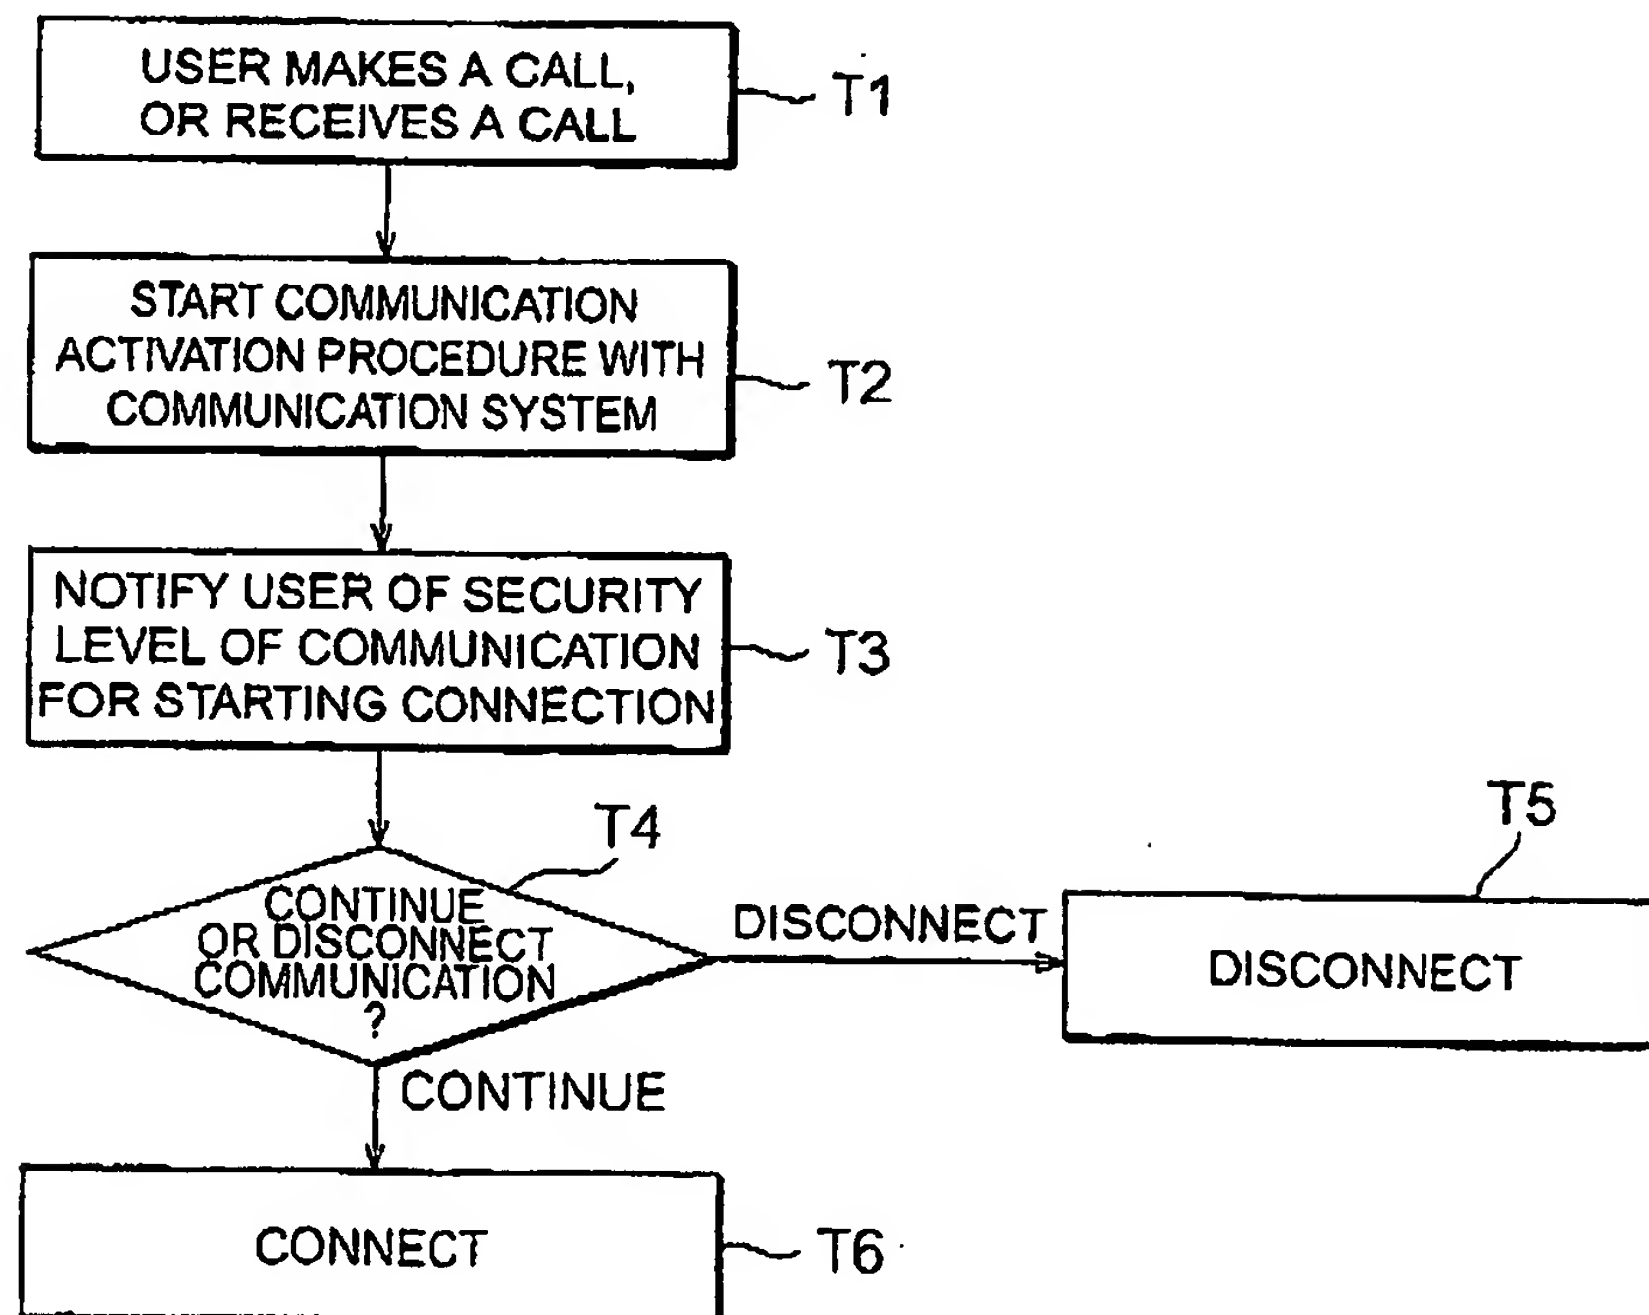 USER MAKES A CALL,
OR RECEIVES A CALL
T1
START COMMUNICATION
ACTIVATION PROCEDURE WITH
COMMUNICATION SYSTEM
T2
NOTIFY USER OF SECURITY
LEVEL OF COMMUNICATION
FOR STARTING CONNECTION
T3
T4
CONTINUE
OR DISCONNECT
COMMUNICATION
?
DISCONNECT
T5
DISCONNECT
CONTINUE
CONNECT
T6